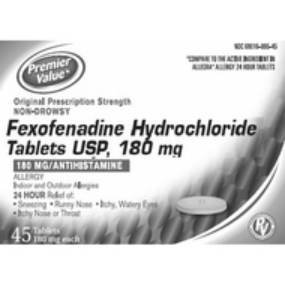 Premier
Value
"COMPARE TO THE ACTIVE INGREDIENT IN
ALLEGRA® ALLERGY 24 HOUR TABLETS
Original Prescription Strength
NON-DROWSY
Fexofenadine Hydrochloride
Tablets USP, 180 mg
180 MG/ANTIHISTAMINE
ALLERGY
Indoor and Outdoor Allergies
24 HOUR Relief of:
• Sneezing • Runny Nose • Itchy, Watery Eyes
• Itchy Nose or Throat
45 Tablets
180 mg each
PV